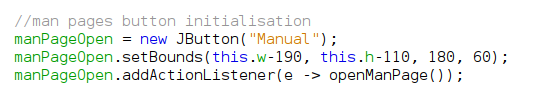 //man pages button initialisation
manPageOpen = new JButton("Manual");
manPageOpen.setBounds(this.w-190, this.h-110, 180, 60);
manPageOpen.addActionListener(e -> openManPage());